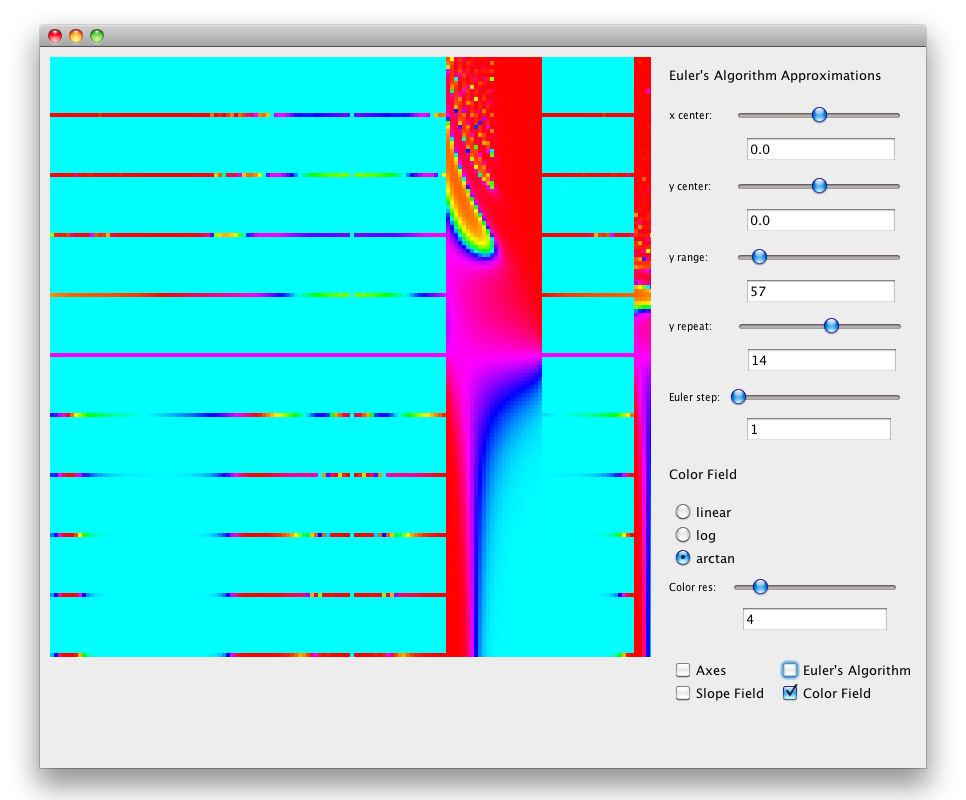 Euler's Algorithm Approximations
x center:
0.0
y center:
0.0
y range:
57
y repeat:
14
Euler step:
1
Color Field
linear
log
arctan
Color res:
4
Axes Euler's Algorithm
Slope Field Color Field